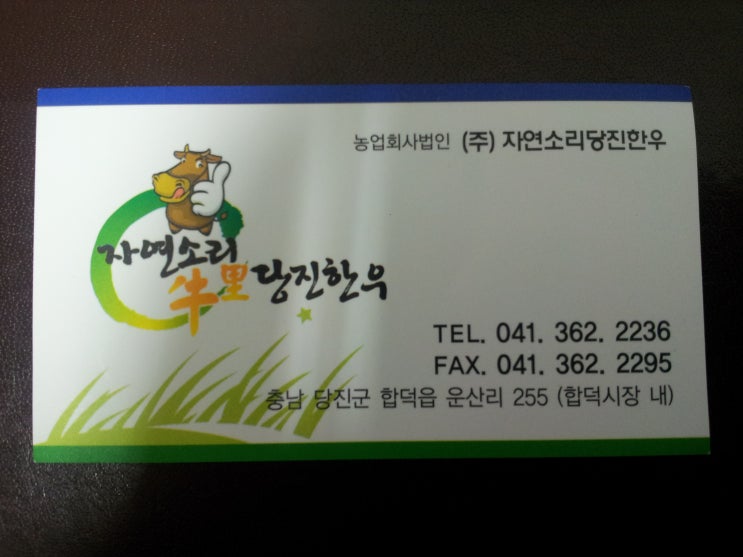 농업회사법인 (주) 자연소리당진한우
자연소리
牛里 당진한우
TEL. 041. 362. 2236
FAX. 041. 362. 2295
충남 당진군 합덕읍 운산리 255 (합덕시장 내)